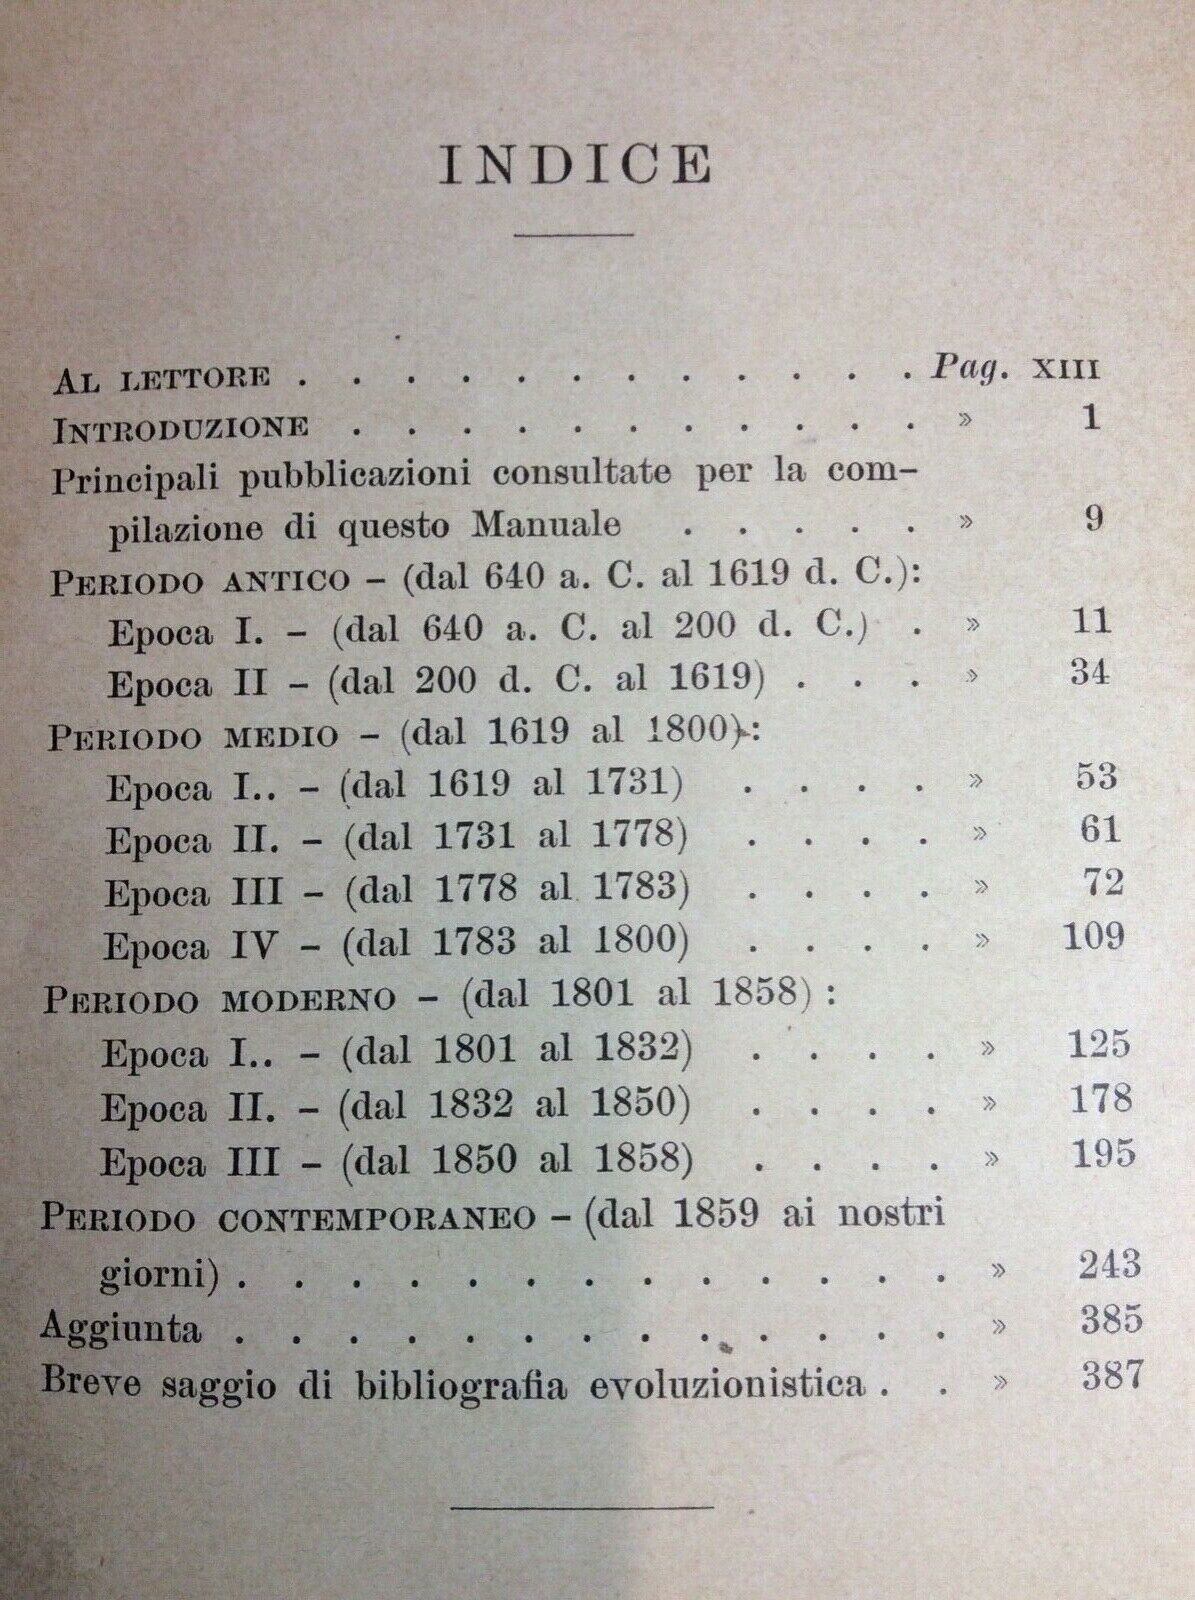 INDICE
AL LETTORE . . . . . . . . . . . . Pag. XIII
INTRODUZIONE . . . . . . . . . . . » 1
Principali pubblicazioni consultate per la com-
pilazione di questo Manuale . . . . . » 9
PERIODO ANTICO – (dal 640 a. C. al 1619 d. C.):
Epoca I. – (dal 640 a. C. al 200 d. C.) . » 11
Epoca II – (dal 200 d. C. al 1619) . . . » 34
PERIODO MEDIO – (dal 1619 al 1800):
Epoca I.. – (dal 1619 al 1731) . . . . » 53
Epoca II. – (dal 1731 al 1778) . . . . » 61
Epoca III – (dal 1778 al 1783) . . . . » 72
Epoca IV – (dal 1783 al 1800) . . . . » 109
PERIODO MODERNO – (dal 1801 al 1858) :
Epoca I.. – (dal 1801 al 1832) . . . . » 125
Epoca II. – (dal 1832 al 1850) . . . . » 178
Epoca III – (dal 1850 al 1858) . . . . » 195
PERIODO CONTEMPORANEO – (dal 1859 ai nostri
giorni) . . . . . . . . . . . . . » 243
Aggiunta . . . . . . . . . . . . . » 385
Breve saggio di bibliografia evoluzionistica . . » 387